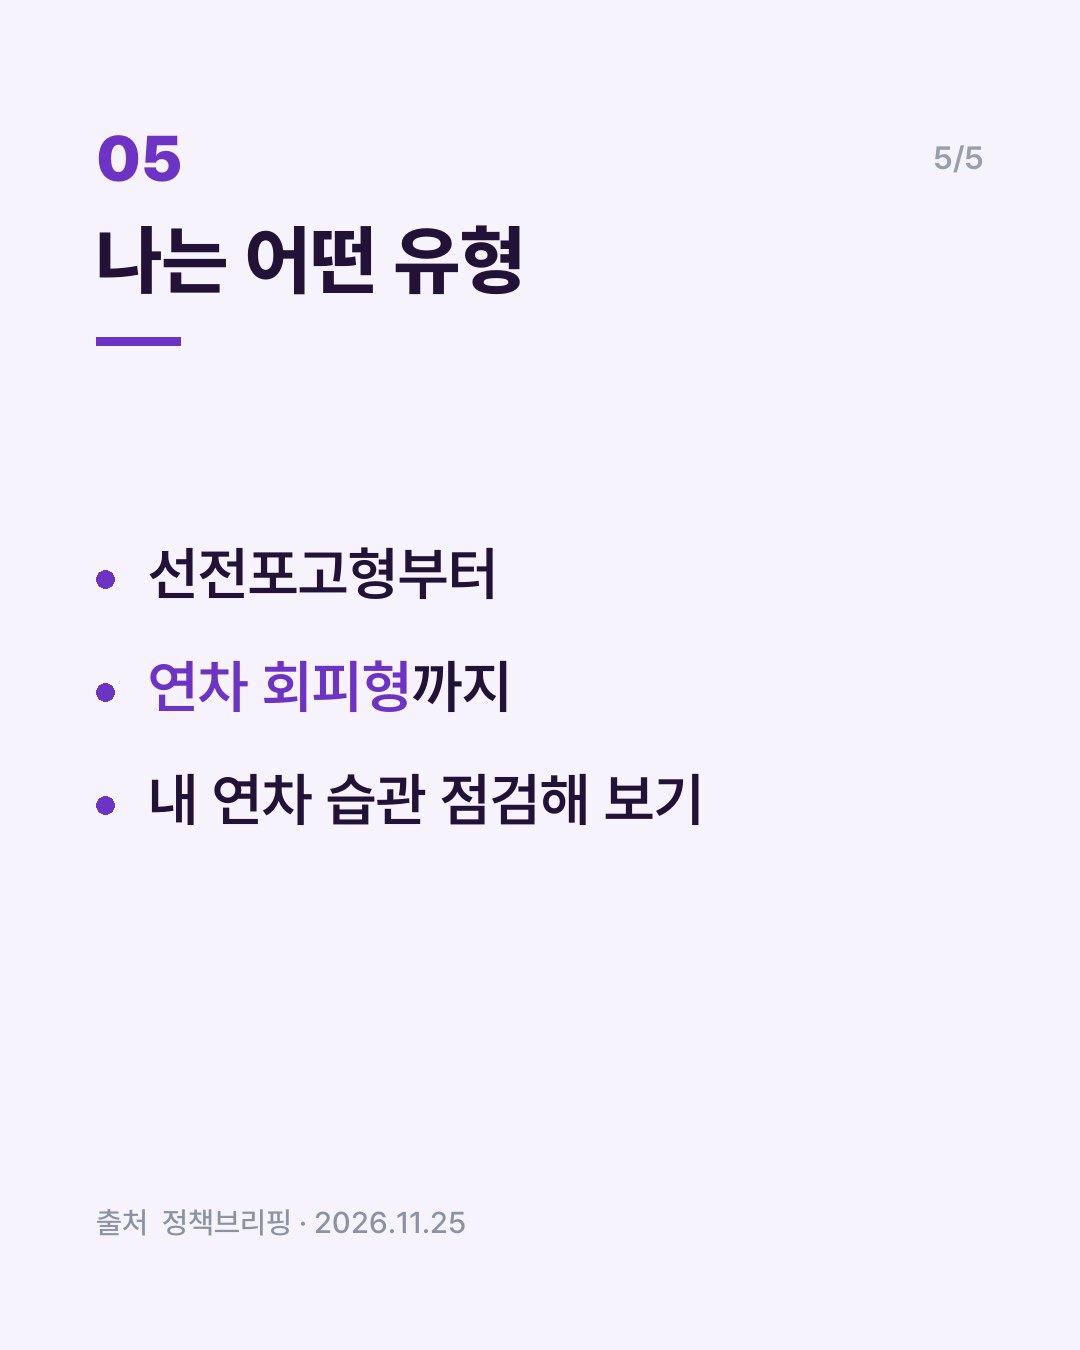 05
5/5
나는 어떤 유형
선전포고형부터
연차 회피형까지
내 연차 습관 점검해 보기
출처 정책브리핑 · 2026.11.25